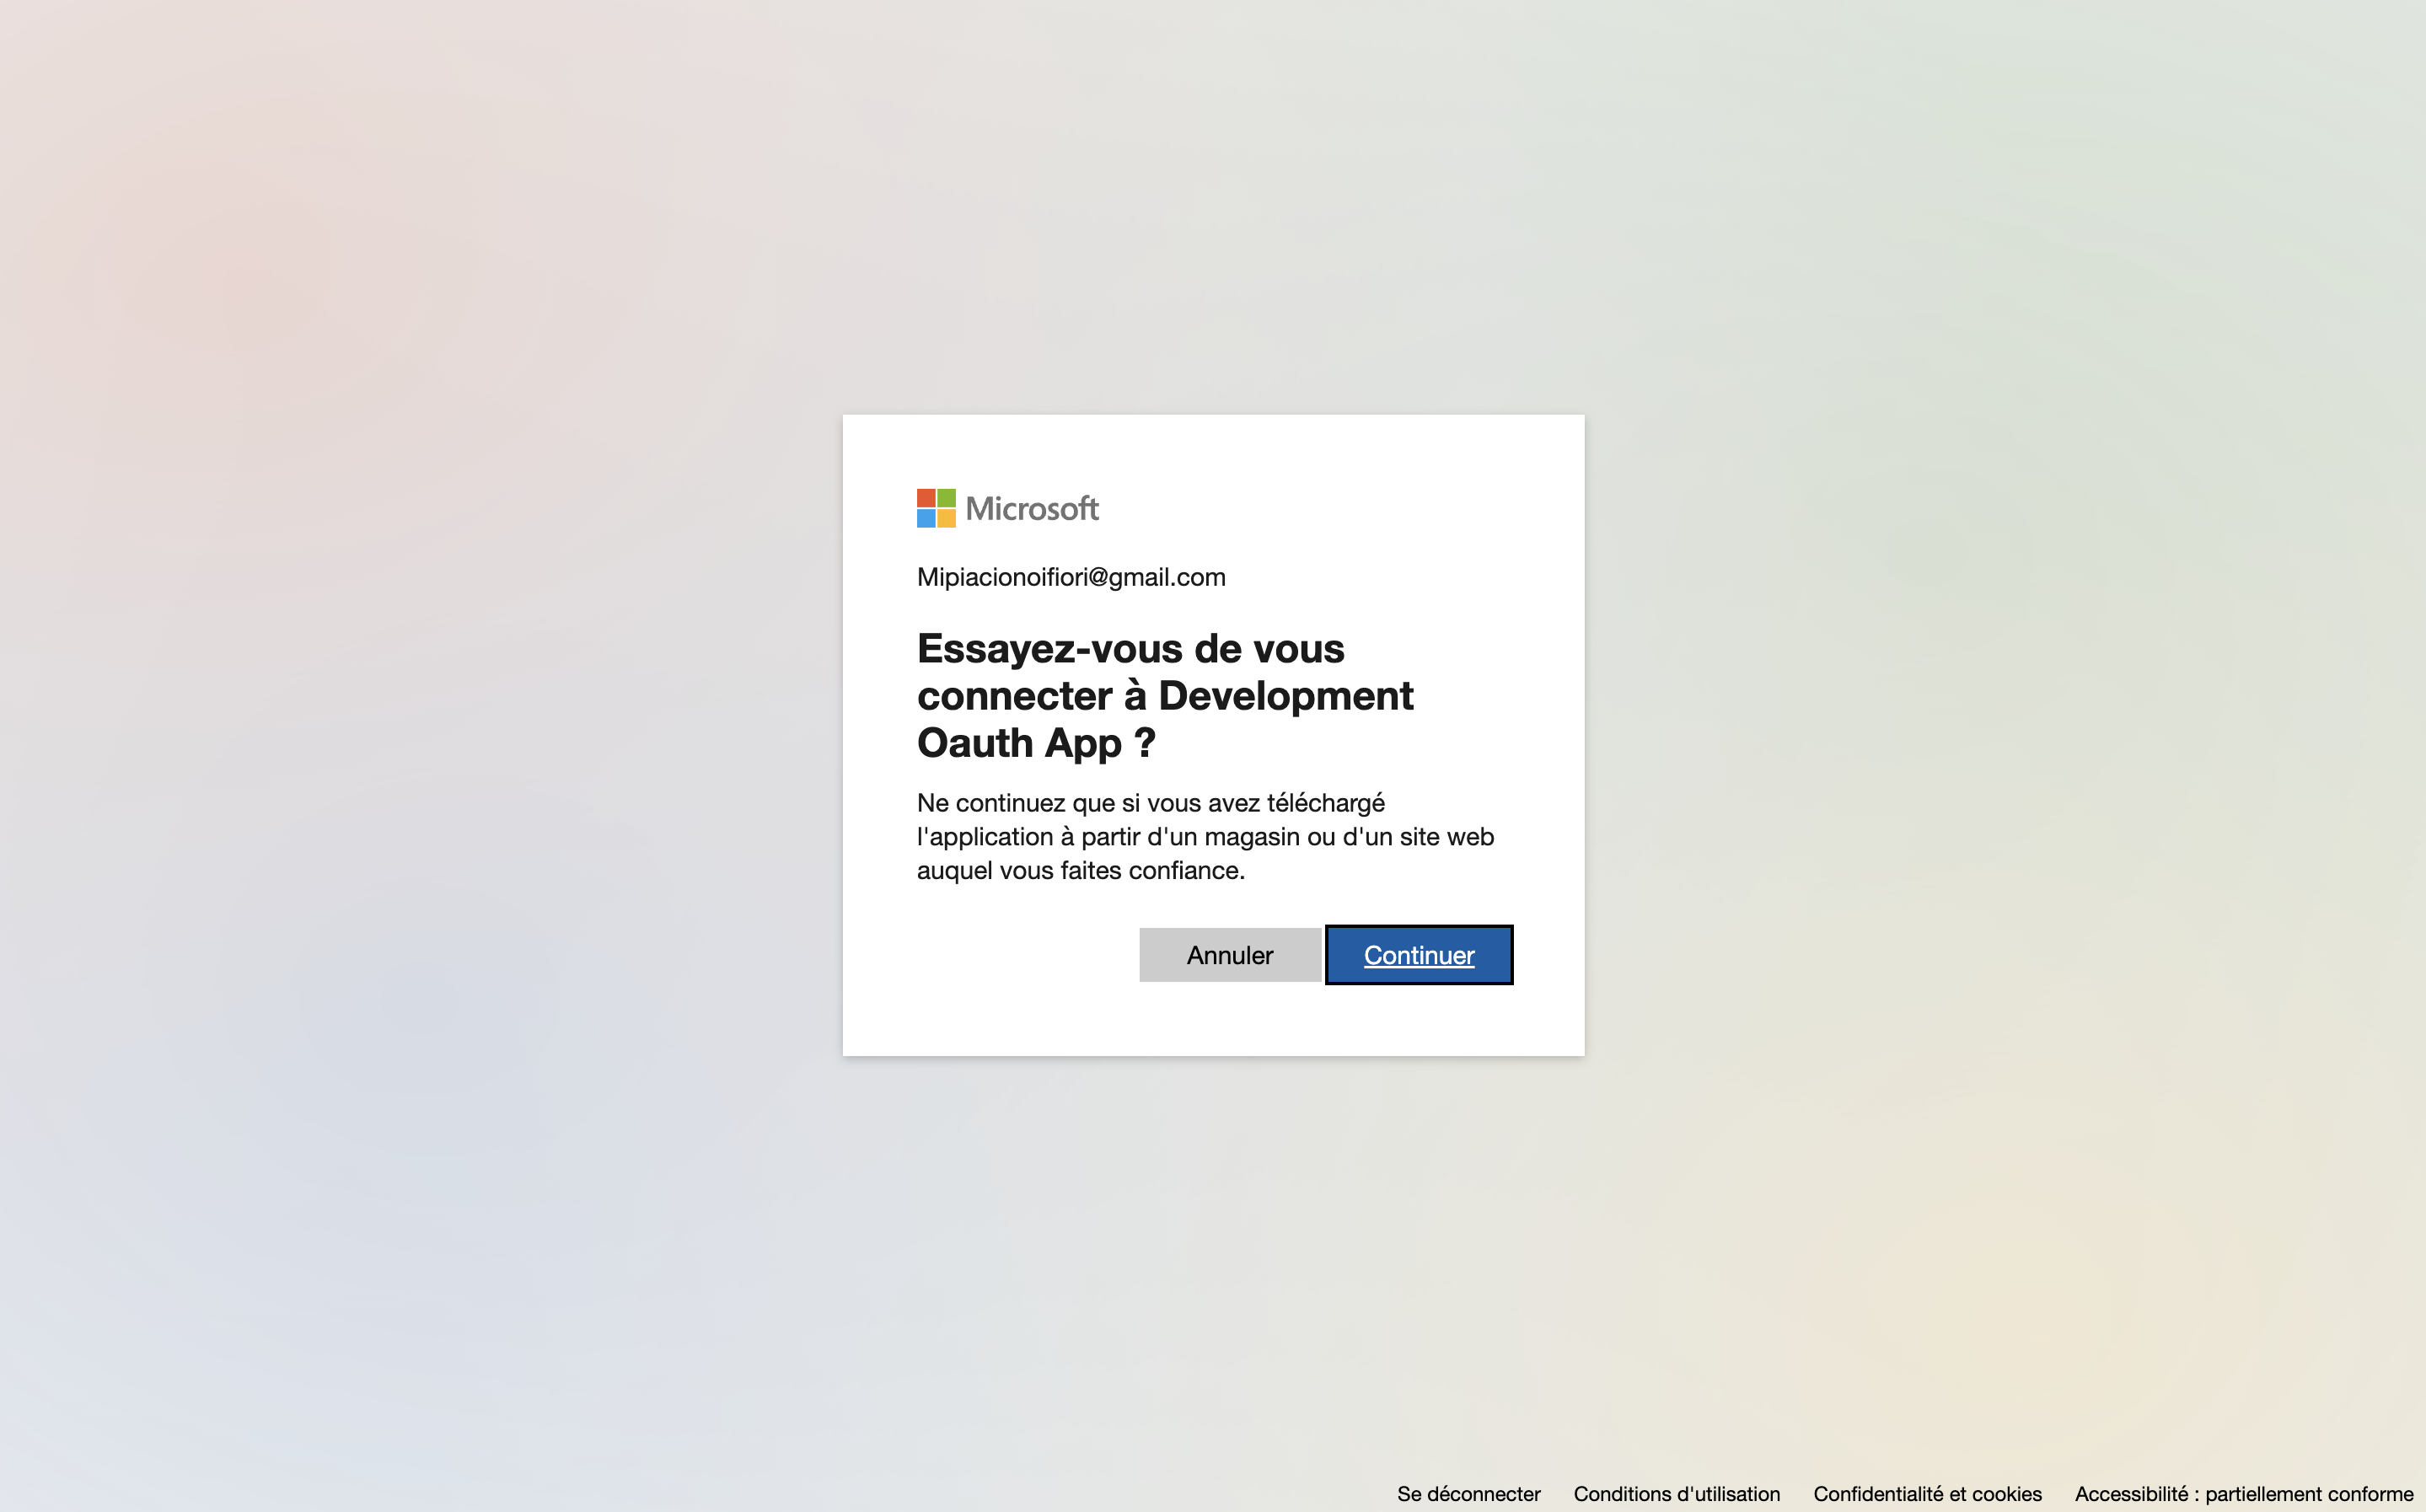 Microsoft
Mipiacionoifiori@gmail.com
Essayez-vous de vous
connecter à Development
Oauth App ?
Ne continuez que si vous avez téléchargé
l'application à partir d'un magasin ou d'un site web
auquel vous faites confiance.
Annuler Continuer
Se déconnecter Conditions d'utilisation Confidentialité et cookies Accessibilité : partiellement conforme